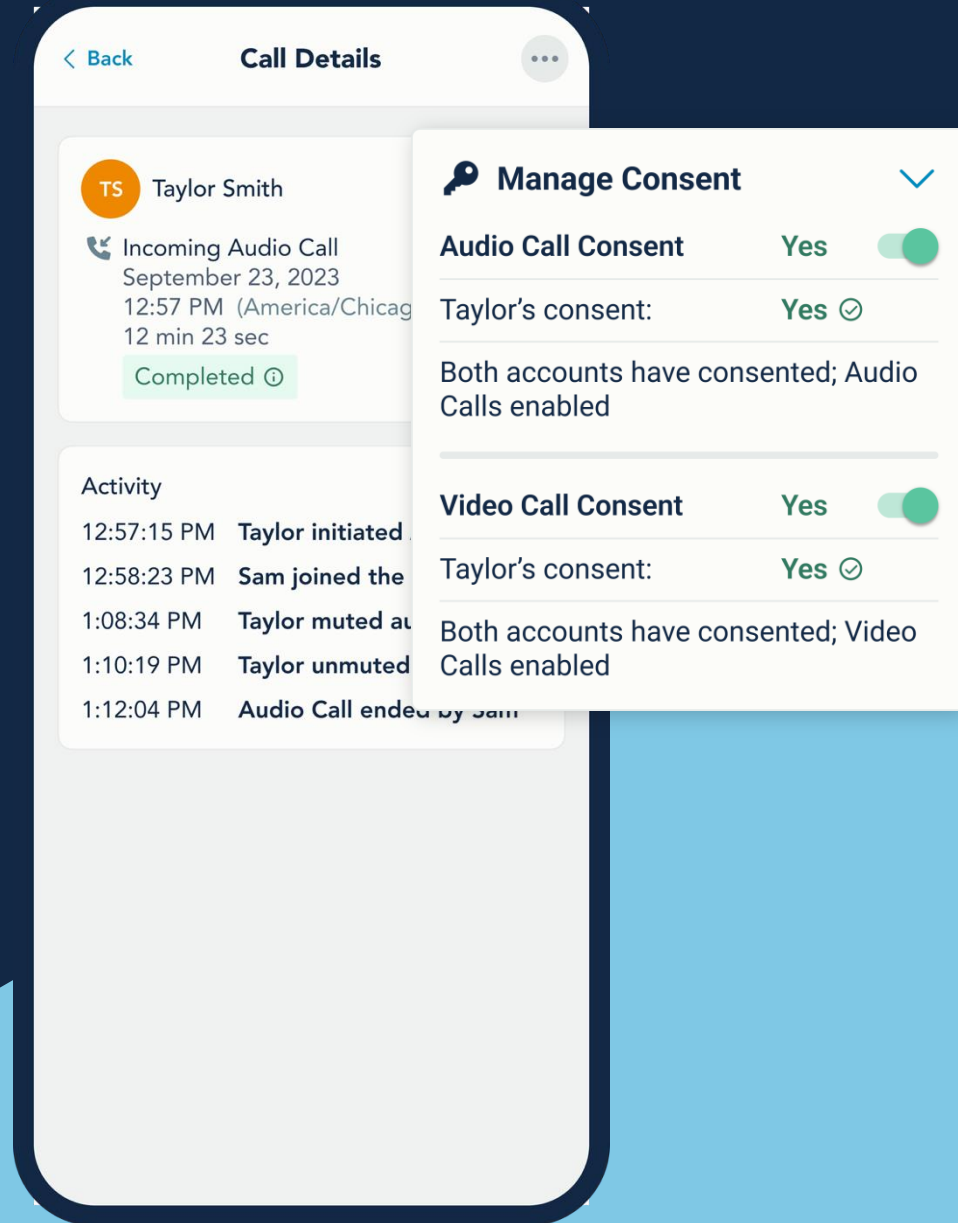 Back
Call Details
TS
Taylor Smith
Incoming Audio Call
September 23, 2023
12:57 PM (America/Chicag
12 min 23 sec
Completed
Activity
12:57:15 PM Taylor initiated
12:58:23 PM Sam joined the
1:08:34 PM Taylor muted au
1:10:19 PM Taylor unmuted
1:12:04 PM Audio Call ended by Sam
Manage Consent
Audio Call Consent Yes
Taylor's consent: Yes
Both accounts have consented; Audio
Calls enabled
Video Call Consent Yes
Taylor's consent: Yes
Both accounts have consented; Video
Calls enabled